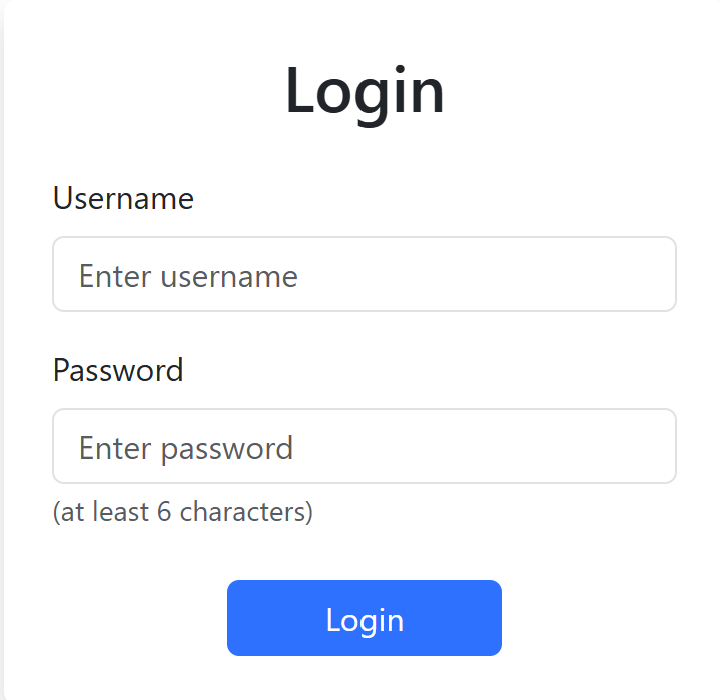 Login
Username
Enter username
Password
Enter password
(at least 6 characters)
Login